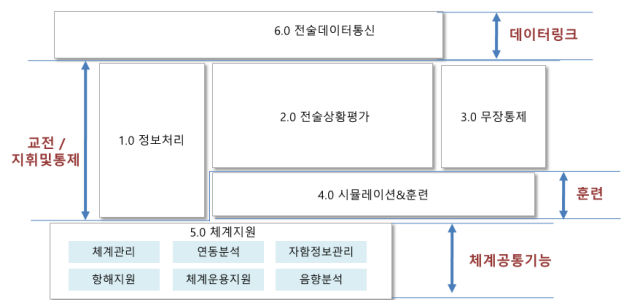 6.0 전술데이터통신
데이터링크
교전 /
지휘및통제
1.0 정보처리
2.0 전술상황평가
3.0 무장통제
4.0 시뮬레이션&훈련
훈련
5.0 체계지원
체계관리
연동분석
자함정보관리
항해지원
체계운용지원
음향분석
체계공통기능